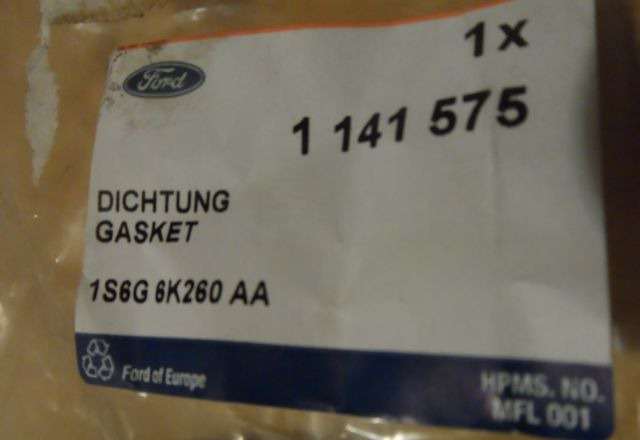 1x
Ford
1 141 575
DICHTUNG
GASKET
1S6G 6K260 AA
Ford of Europe
HPMS. NO.
MFL 001